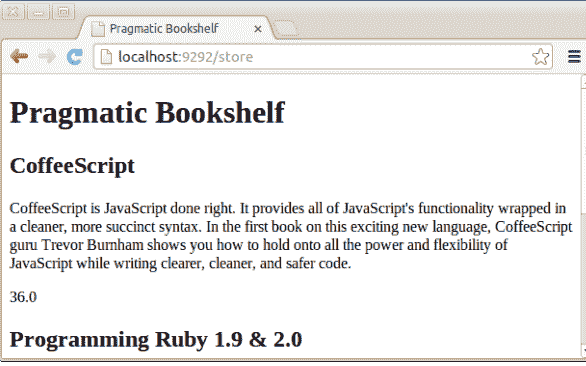 Pragmatic Bookshelf
localhost:9292/store
Pragmatic Bookshelf
CoffeeScript
CoffeeScript is JavaScript done right. It provides all of JavaScript's functionality wrapped in
a cleaner, more succinct syntax. In the first book on this exciting new language, CoffeeScript
guru Trevor Burnham shows you how to hold onto all the power and flexibility of
JavaScript while writing clearer, cleaner, and safer code.
36.0
Programming Ruby 1.9 & 2.0